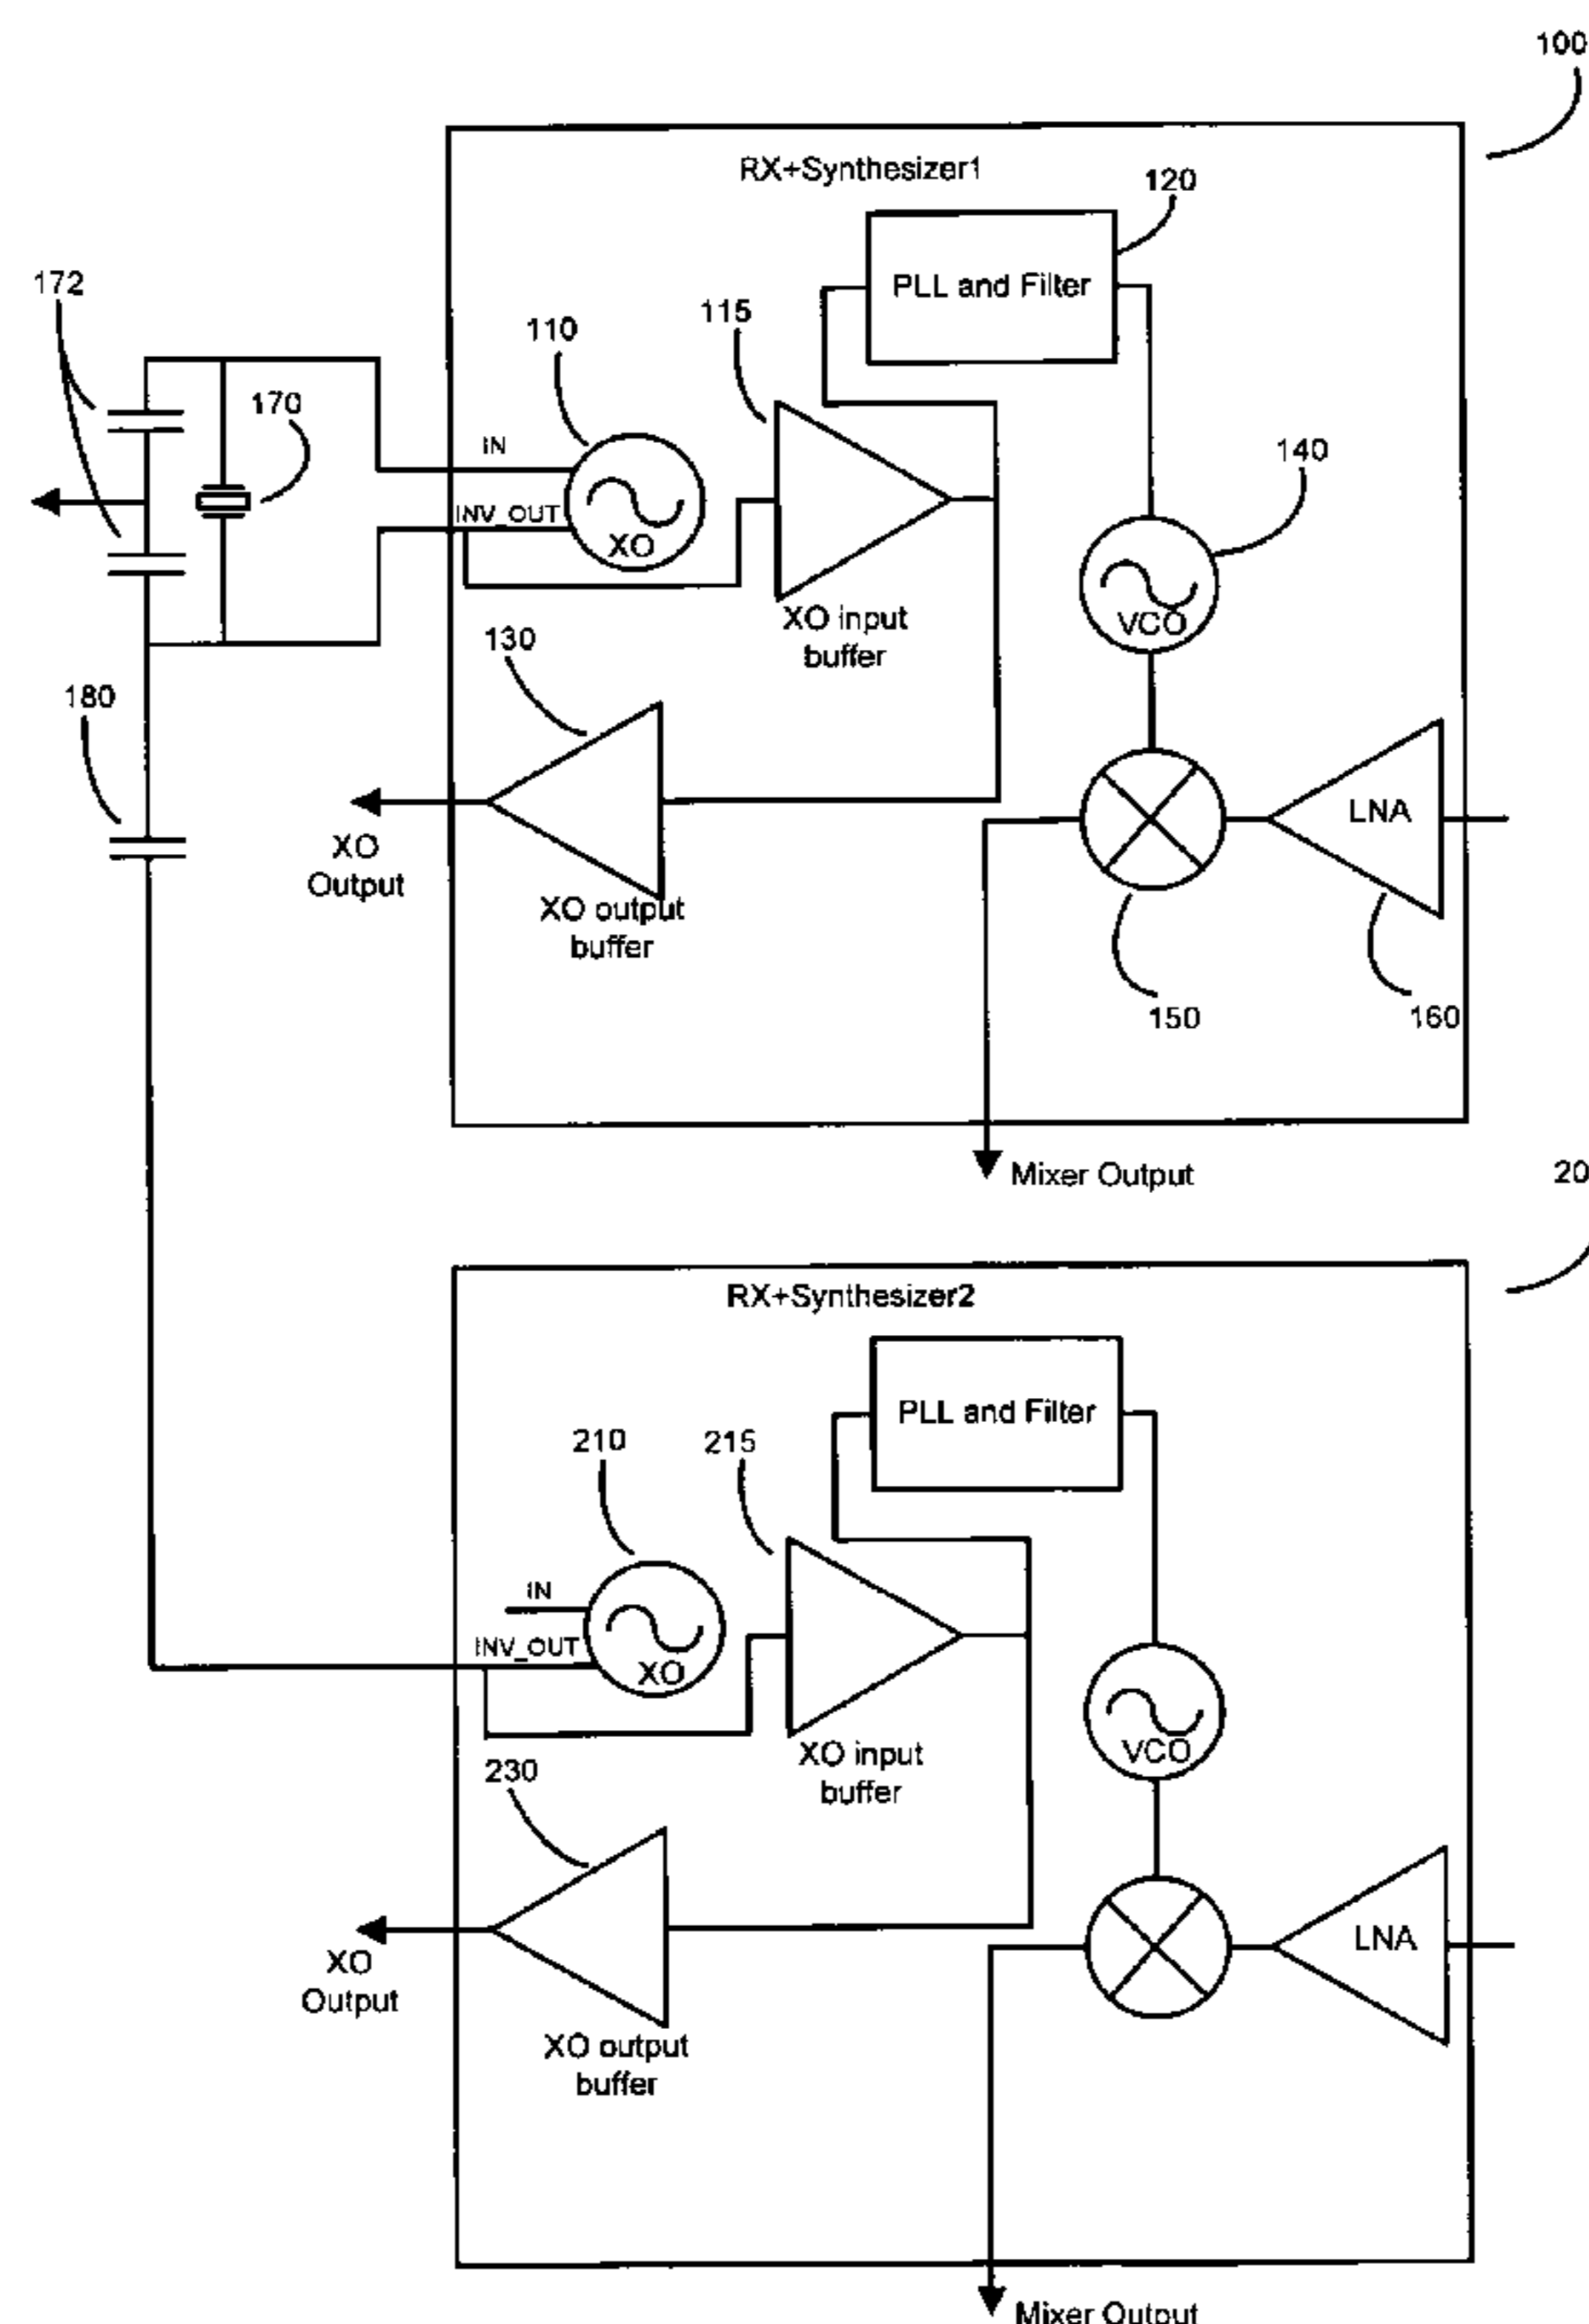 100
RX+Synthesizer1
120
PLL and Filter
172
115
110
170
IN
140
INV_OUT
XO
VCO
XO input
buffer
130
180
LNA
XO
Output
XO output
buffer
150
160
Mixer Output
20
RX+Synthesizer2
PLL and Filter
210
215
IN
INV_OUT
XO
VCO
XO input
buffer
230
LNA
XO
Output
XO output
buffer
Mixer Output